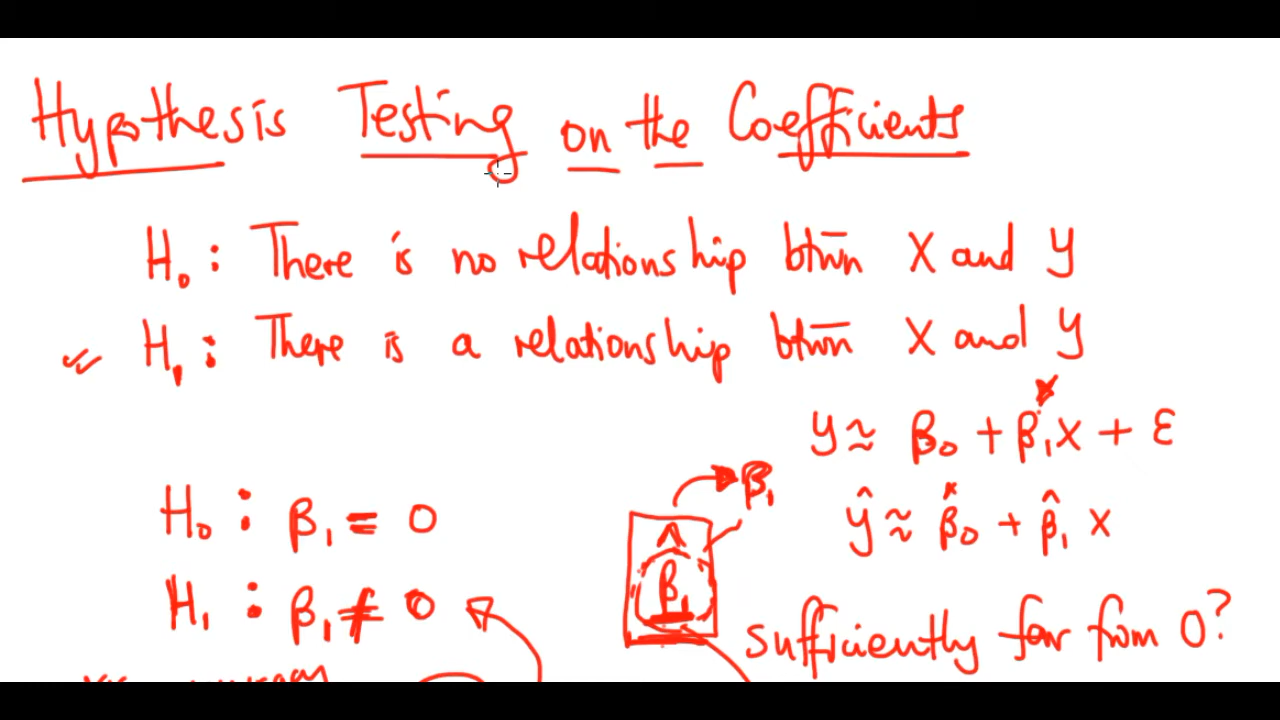 Hypothesis Testing on the Coefficients
H₀ : There is no relationship btwn X and Y
H₁ : There is a relationship btwn X and Y
y ≈ β₀ + β₁x + ε
β₁
ŷ ≈ β̂₀ + β̂₁ x
H₀ : β₁ = 0
β̂₁
H₁ : β₁ ≠ 0
sufficiently far from 0?